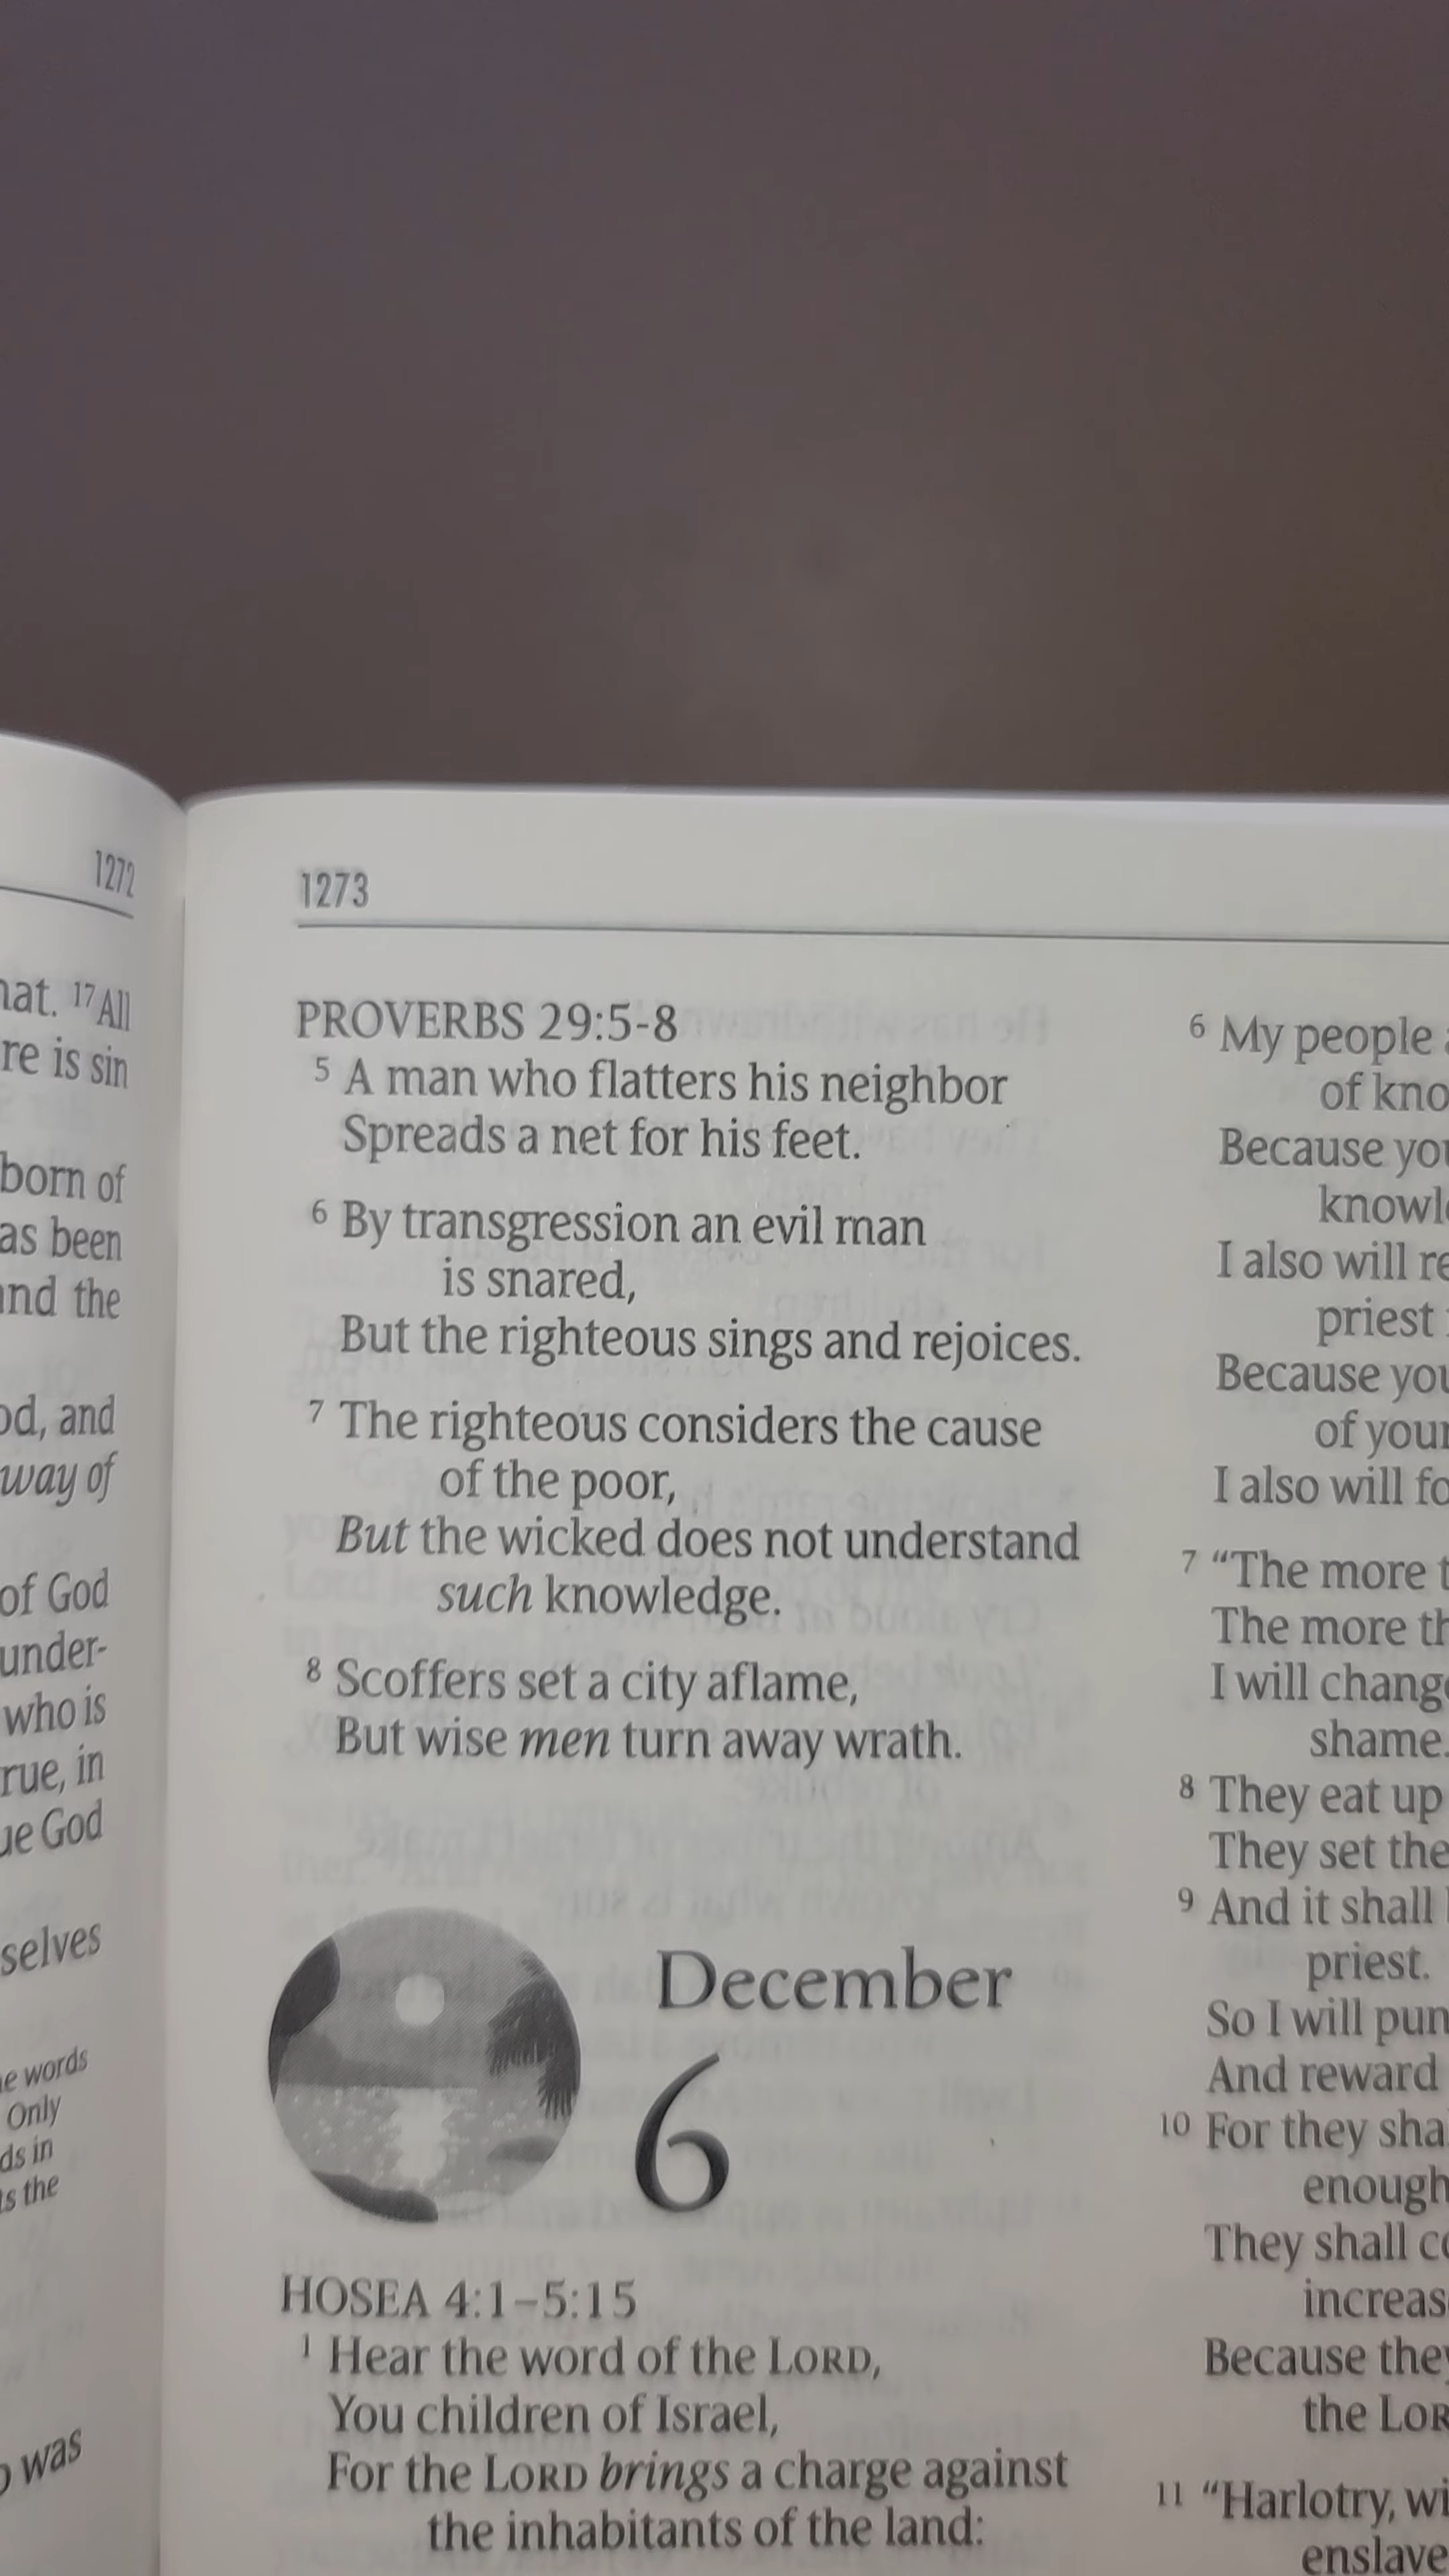 1272
hat. 17 All
re is sin
born of
as been
and the
od, and
way of
of God
under-
who is
rue, in
ue God
selves
e words
Only
ds in
ts the
was
1273
PROVERBS 29:5-8
5 A man who flatters his neighbor
Spreads a net for his feet.
6 By transgression an evil man
is snared,
But the righteous sings and rejoices.
7 The righteous considers the cause
of the poor,
But the wicked does not understand
such knowledge.
8 Scoffers set a city aflame,
But wise men turn away wrath.
December
6
HOSEA 4:1–5:15
1 Hear the word of the LORD,
You children of Israel,
For the LORD brings a charge against
the inhabitants of the land:
6 My people
of kno
Because you
knowl
I also will re
priest
Because you
of your
I also will fo
7 “The more t
The more th
I will chang
shame.
8 They eat up
They set the
9 And it shall
priest.
So I will pun
And reward
10 For they sha
enough
They shall co
increas
Because they
the LOR
11 “Harlotry, wi
enslave